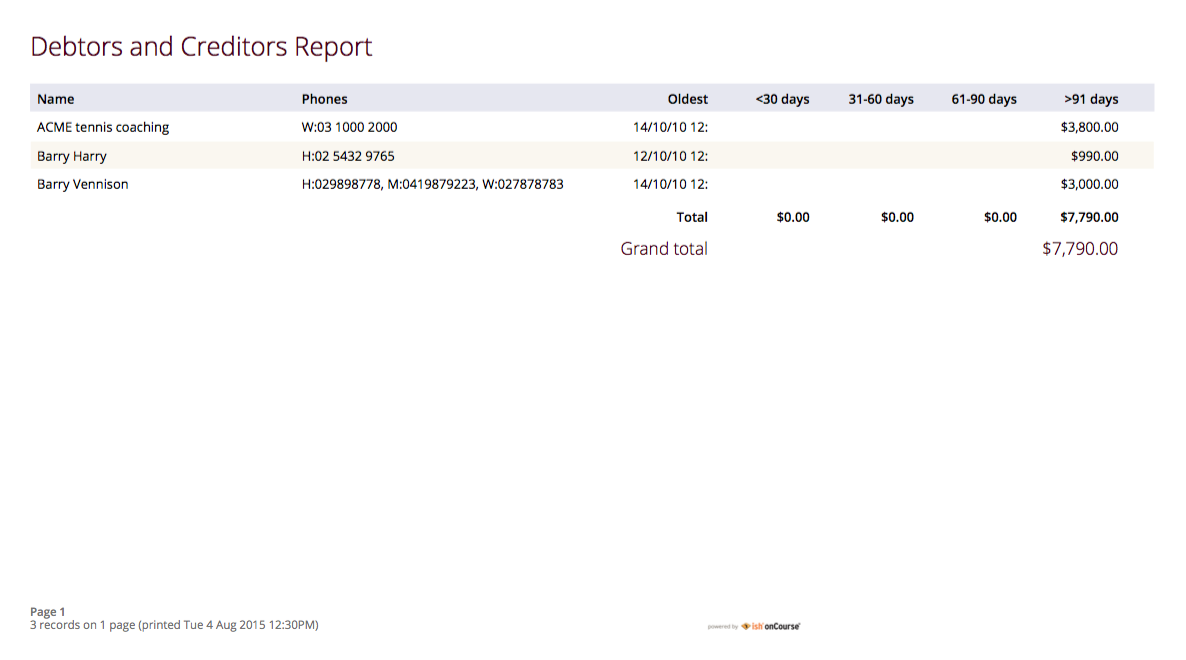 Debtors and Creditors Report
Name Phones Oldest <30 days 31-60 days 61-90 days >91 days
ACME tennis coaching W:03 1000 2000 14/10/10 12: $3,800.00
Barry Harry H:02 5432 9765 12/10/10 12: $990.00
Barry Vennison H:029898778, M:0419879223, W:027878783 14/10/10 12: $3,000.00
Total $0.00 $0.00 $0.00 $7,790.00
Grand total $7,790.00
Page 1
3 records on 1 page (printed Tue 4 Aug 2015 12:30PM)
powered by ish onCourse